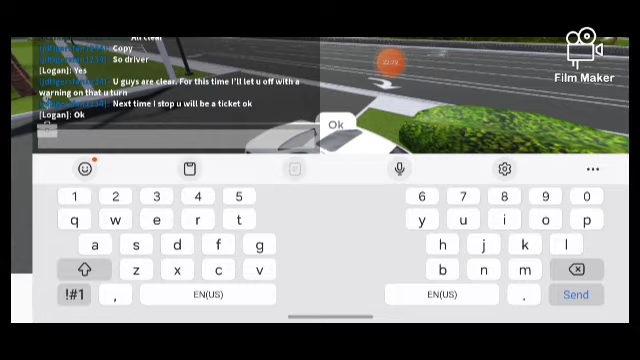 All clear
Copy
So driver
[Logan]: Yes
U guys are clear. For this time I'll let u off with a
warning on that u turn
Next time I stop u will be a ticket ok
[Logan]: Ok
Ok
Film Maker
1 2 3 4 5 6 7 8 9 0
q w e r t y u i o p
a s d f g h j k l
z x c v b n m
!#1 , EN(US) EN(US) . Send